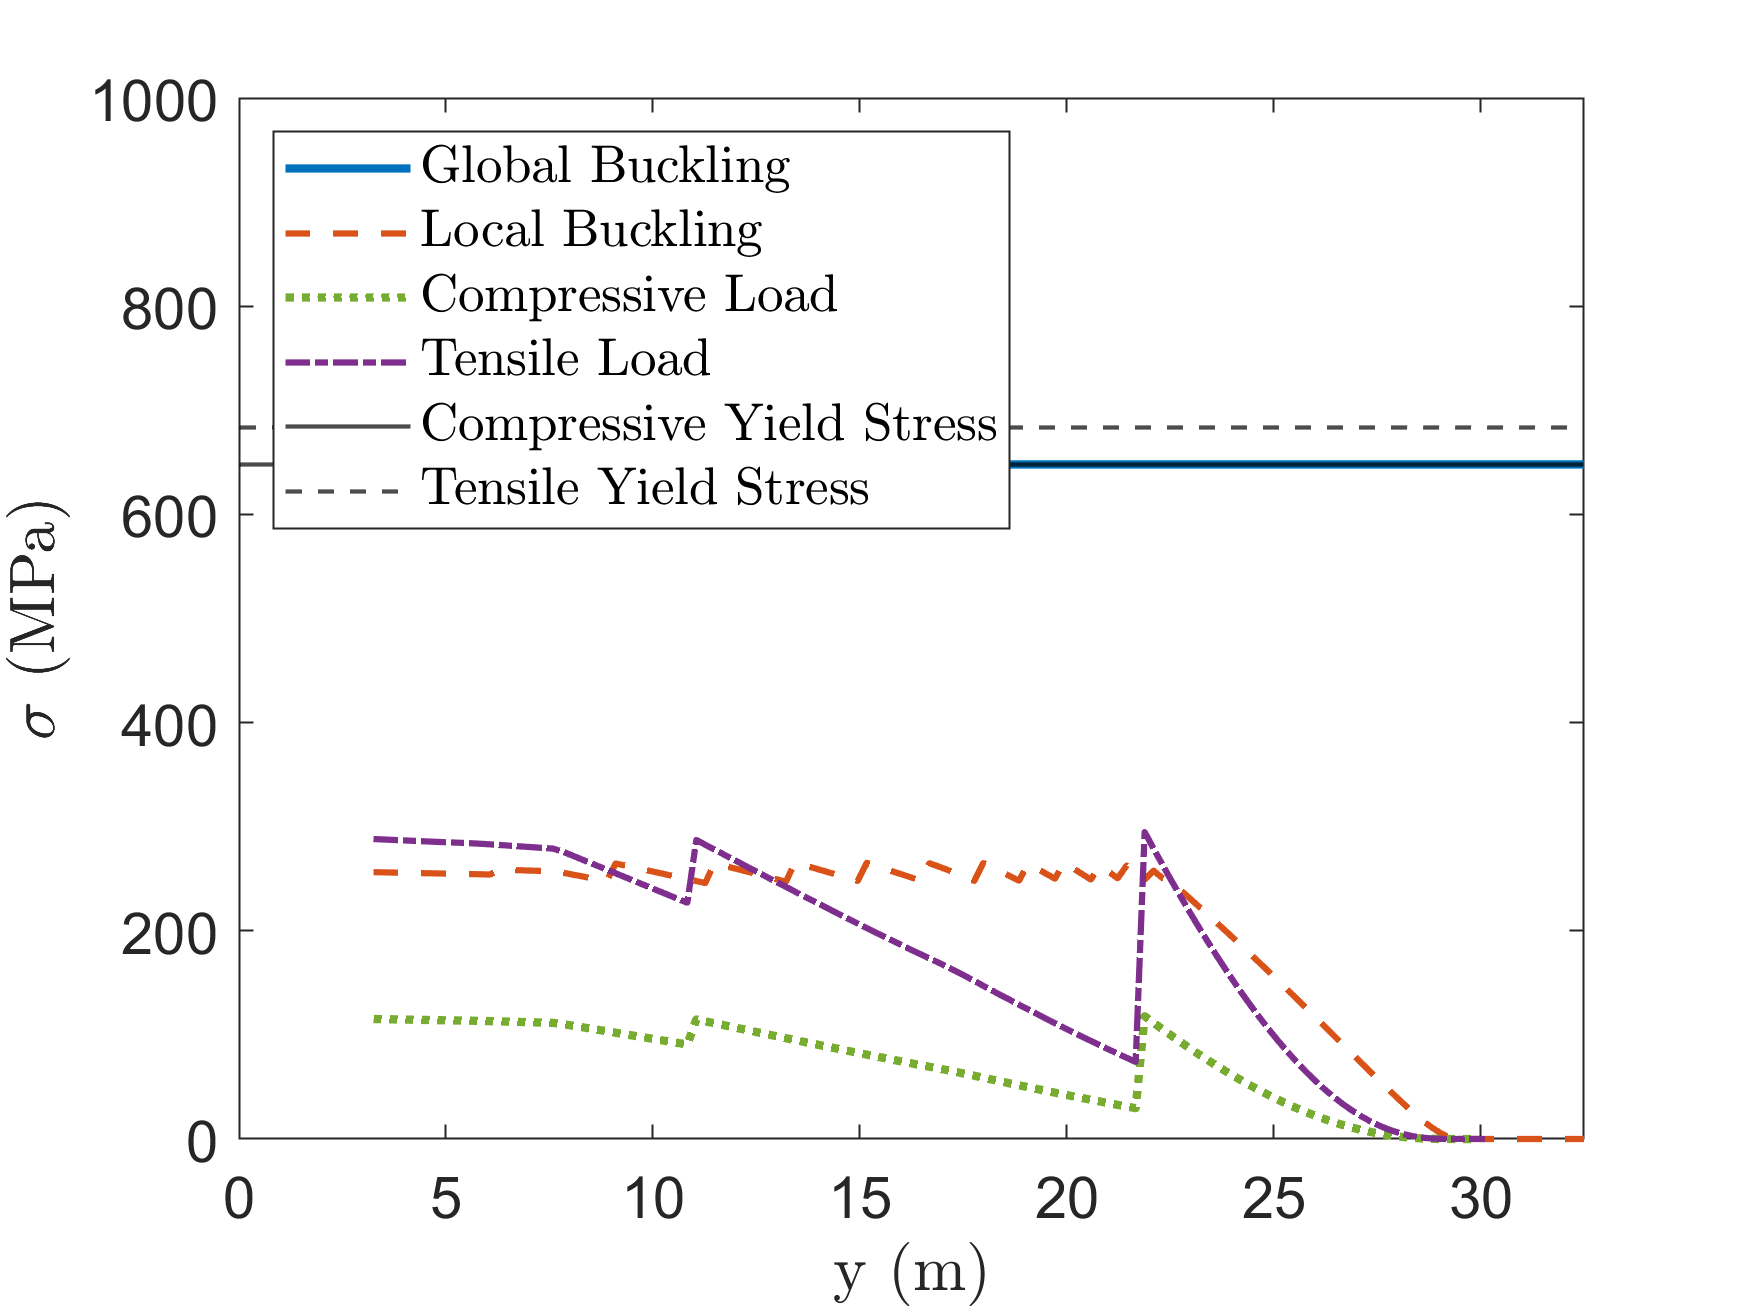 1000
800
600
400
200
0
σ (MPa)
Global Buckling
Local Buckling
Compressive Load
Tensile Load
Compressive Yield Stress
Tensile Yield Stress
0 5 10 15 20 25 30
y (m)